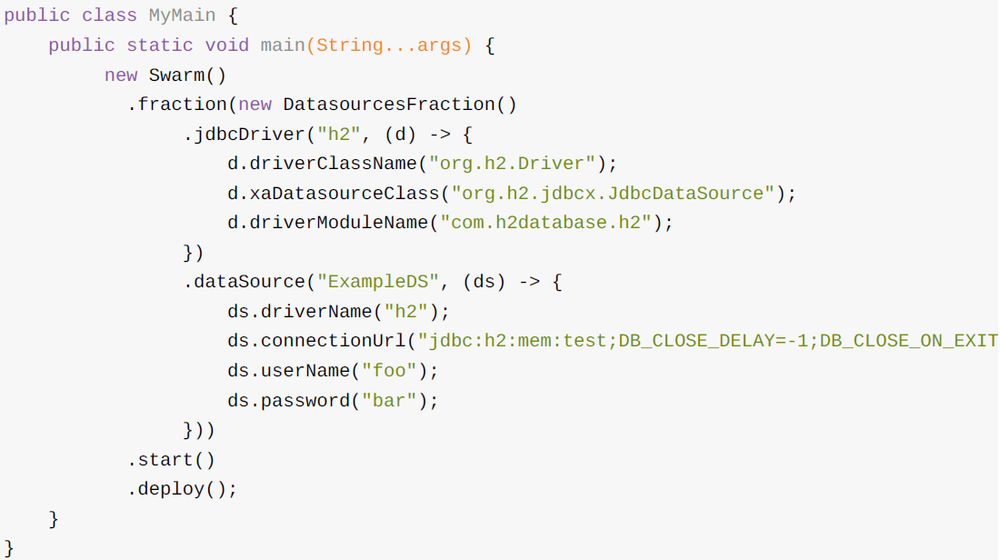 public class MyMain {
    public static void main(String...args) {
         new Swarm()
           .fraction(new DatasourcesFraction()
                .jdbcDriver("h2", (d) -> {
                    d.driverClassName("org.h2.Driver");
                    d.xaDatasourceClass("org.h2.jdbcx.JdbcDataSource");
                    d.driverModuleName("com.h2database.h2");
                })
                .dataSource("ExampleDS", (ds) -> {
                    ds.driverName("h2");
                    ds.connectionUrl("jdbc:h2:mem:test;DB_CLOSE_DELAY=-1;DB_CLOSE_ON_EXIT
                    ds.userName("foo");
                    ds.password("bar");
                }))
           .start()
           .deploy();
    }
}